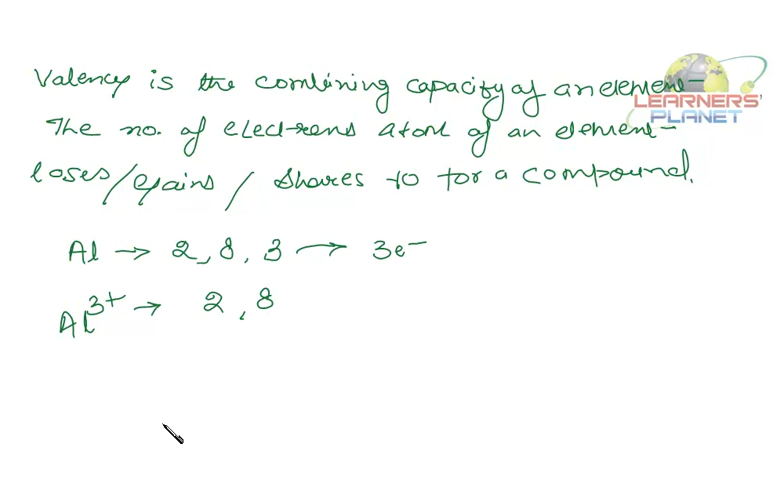 Valency is the combining capacity of an element
LEARNERS'
PLANET
The no. of electrons atom of an element
loses/gains/shares to for a compound.
Al → 2, 8, 3 → 3e⁻
Al³⁺ → 2, 8